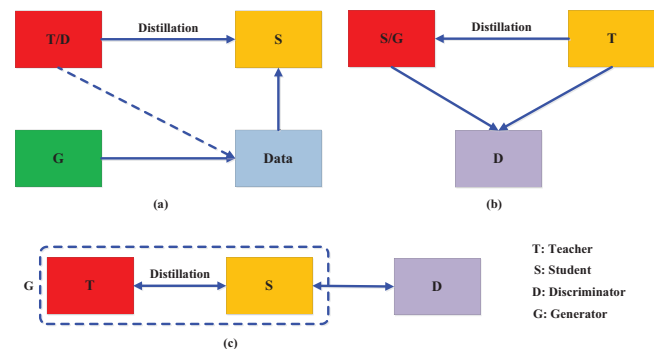 T/D
Distillation
S
G
Data
(a)
S/G
Distillation
T
D
(b)
G
T
Distillation
S
D
(c)
T: Teacher
S: Student
D: Discriminator
G: Generator